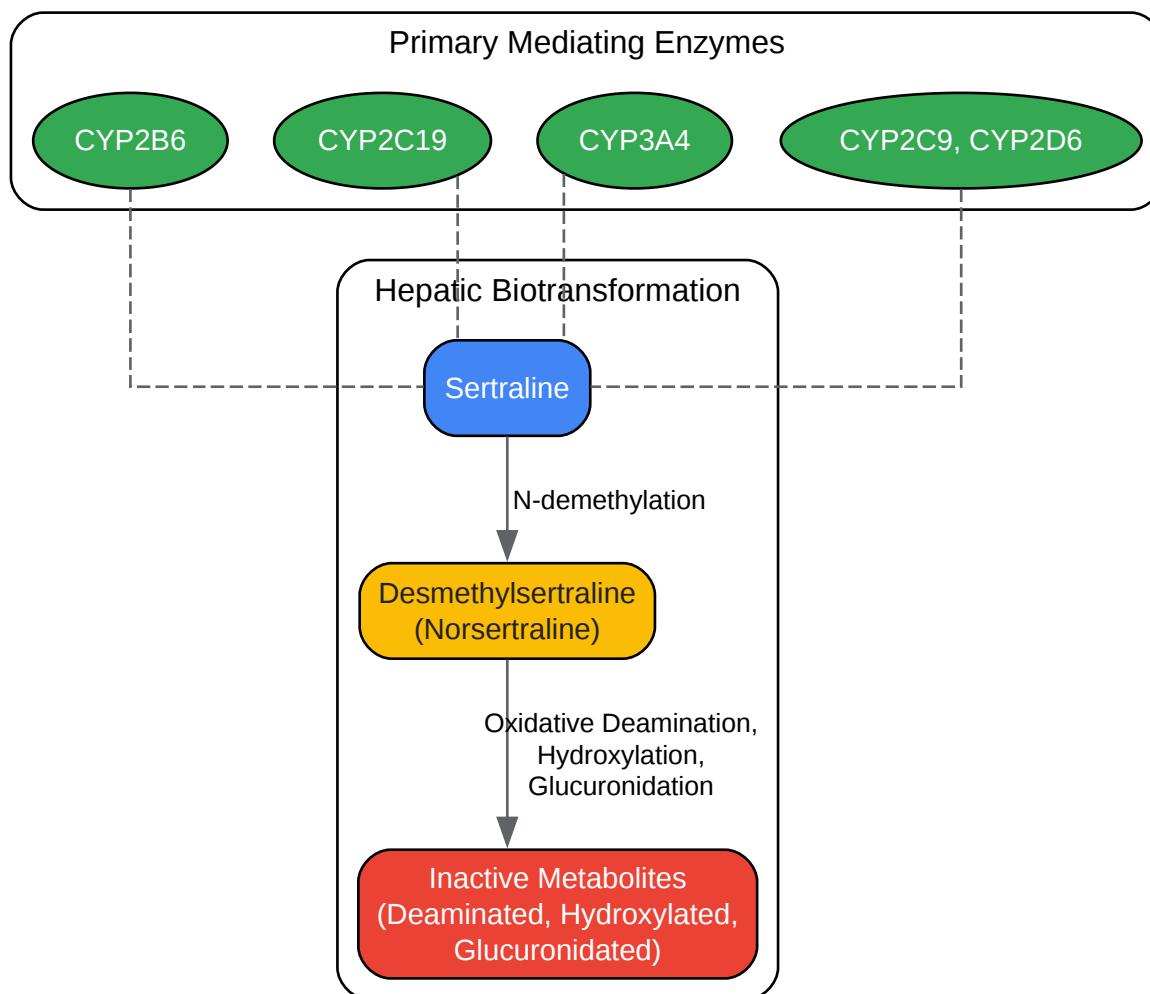 Primary Mediating Enzymes
CYP2B6
CYP2C19
CYP3A4
CYP2C9, CYP2D6
Hepatic Biotransformation
Sertraline
N-demethylation
Desmethylsertraline
(Norsertraline)
Oxidative Deamination,
Hydroxylation,
Glucuronidation
Inactive Metabolites
(Deaminated, Hydroxylated,
Glucuronidated)